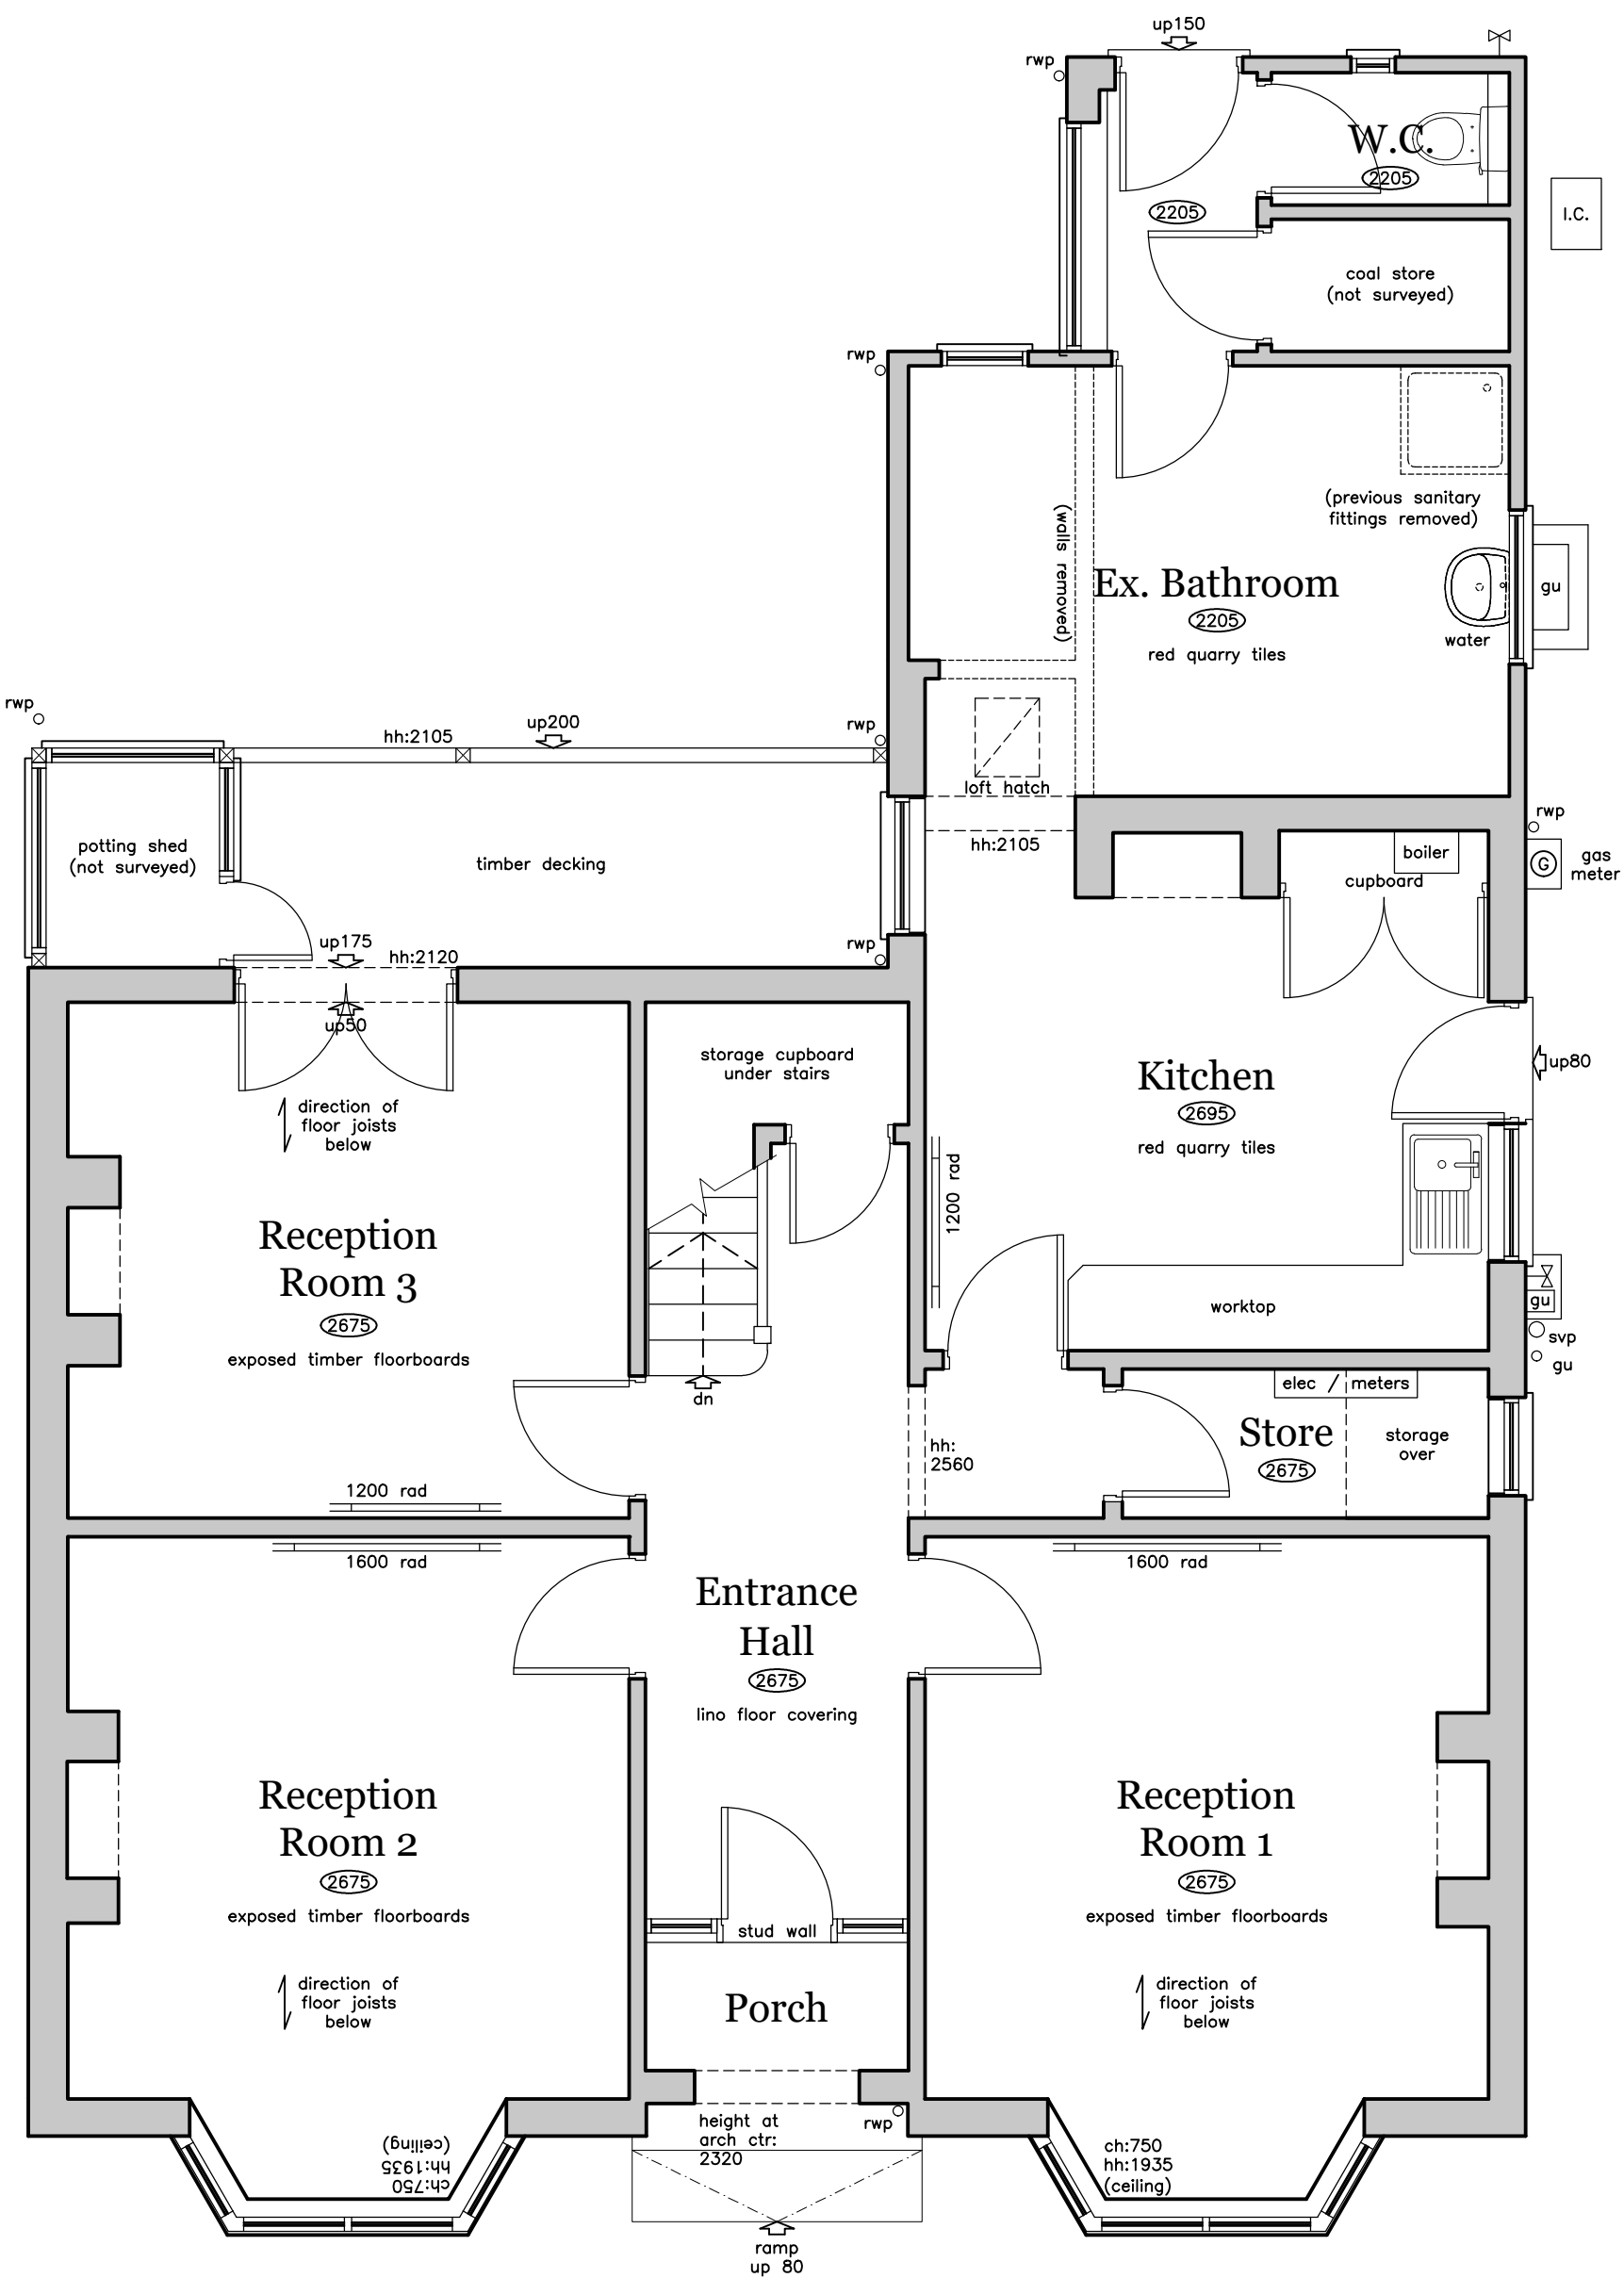 up150
rwp
W.C.
2205
2205
I.C.
coal store
(not surveyed)
rwp
(previous sanitary
fittings removed)
(walls removed)
Ex. Bathroom
2205
red quarry tiles
gu
water
rwp
up200
hh:2105
rwp
loft hatch
hh:2105
rwp
boiler
cupboard
G
gas
meter
potting shed
(not surveyed)
timber decking
up175
hh:2120
rwp
up50
direction of
floor joists
below
storage cupboard
under stairs
Kitchen
2695
red quarry tiles
up80
1200 rad
Reception
Room 3
2675
exposed timber floorboards
worktop
gu
svp
gu
dn
elec / meters
Store
2675
storage
over
hh:
2560
1200 rad
1600 rad
1600 rad
Entrance
Hall
2675
lino floor covering
Reception
Room 2
2675
exposed timber floorboards
Reception
Room 1
2675
exposed timber floorboards
stud wall
direction of
floor joists
below
Porch
direction of
floor joists
below
height at
arch ctr:
2320
rwp
ch:750
hh:1935
(ceiling)
ch:750
hh:1935
(ceiling)
ramp
up 80